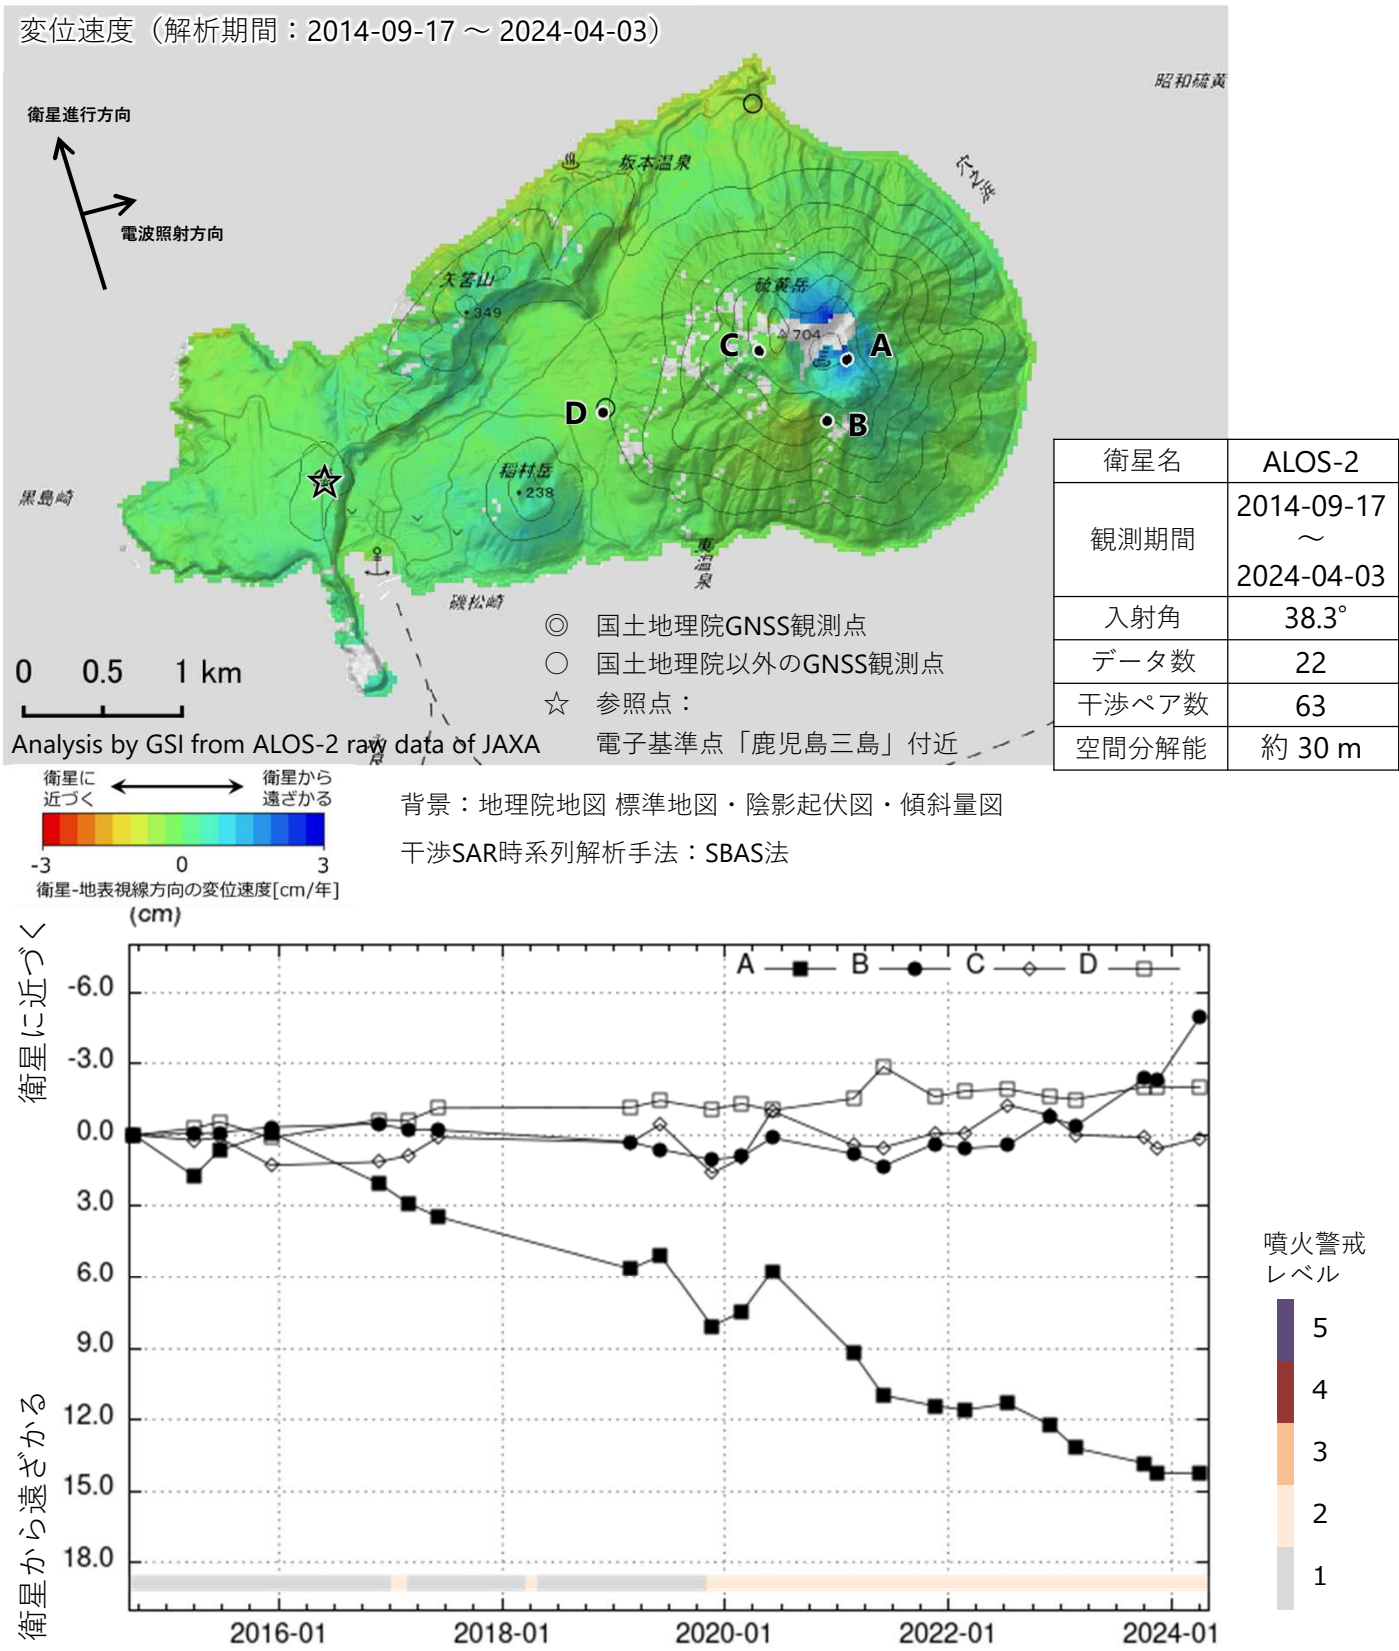 変位速度（解析期間：2014-09-17 ～ 2024-04-03）
昭和硫黄
衛星進行方向
電波照射方向
坂本温泉
穴之浜
矢筈山
349
硫黄岳
704
A
C
B
D
稲村岳
238
黒島崎
東温泉
磯松崎
0 0.5 1 km
◎ 国土地理院GNSS観測点
○ 国土地理院以外のGNSS観測点
☆ 参照点：
電子基準点「鹿児島三島」付近
Analysis by GSI from ALOS-2 raw data of JAXA
衛星名 ALOS-2
観測期間 2014-09-17
～
2024-04-03
入射角 38.3°
データ数 22
干渉ペア数 63
空間分解能 約 30 m
衛星に
近づく
衛星から
遠ざかる
-3 0 3
衛星-地表視線方向の変位速度[cm/年]
背景：地理院地図 標準地図・陰影起伏図・傾斜量図
干渉SAR時系列解析手法：SBAS法
(cm)
衛星に近づく
衛星から遠ざかる
A B C D
-6.0
-3.0
0.0
3.0
6.0
9.0
12.0
15.0
18.0
2016-01 2018-01 2020-01 2022-01 2024-01
噴火警戒
レベル
5
4
3
2
1